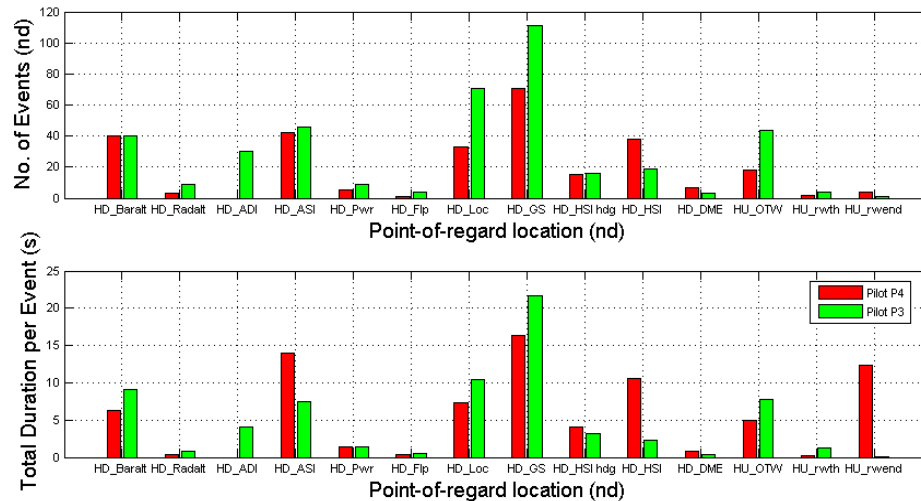 No. of Events (nd)
120
100
80
60
40
20
0
HD_Baralt HD_Radalt HD_ADI HD_ASI HD_Pwr HD_Flp HD_Loc HD_GS HD_HSI hdg HD_HSI HD_DME HU_OTW HU_rwth HU_rwend
Point-of-regard location (nd)
Total Duration per Event (s)
25
20
15
10
5
0
Pilot P4
Pilot P3
HD_Baralt HD_Radalt HD_ADI HD_ASI HD_Pwr HD_Flp HD_Loc HD_GS HD_HSI hdg HD_HSI HD_DME HU_OTW HU_rwth HU_rwend
Point-of-regard location (nd)